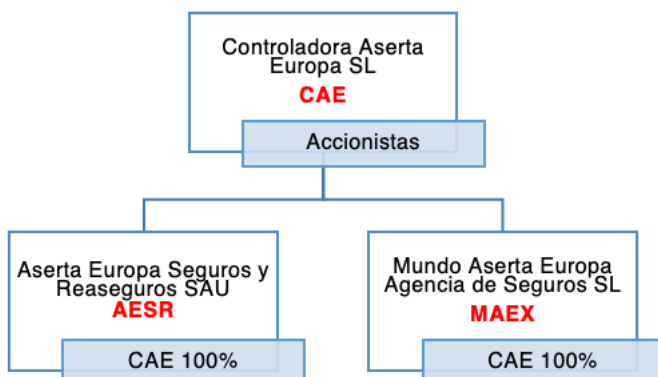 Controladora Aserta
Europa SL
CAE
Accionistas
Aserta Europa Seguros y
Reaseguros SAU
AESR
CAE 100%
Mundo Aserta Europa
Agencia de Seguros SL
MAEX
CAE 100%